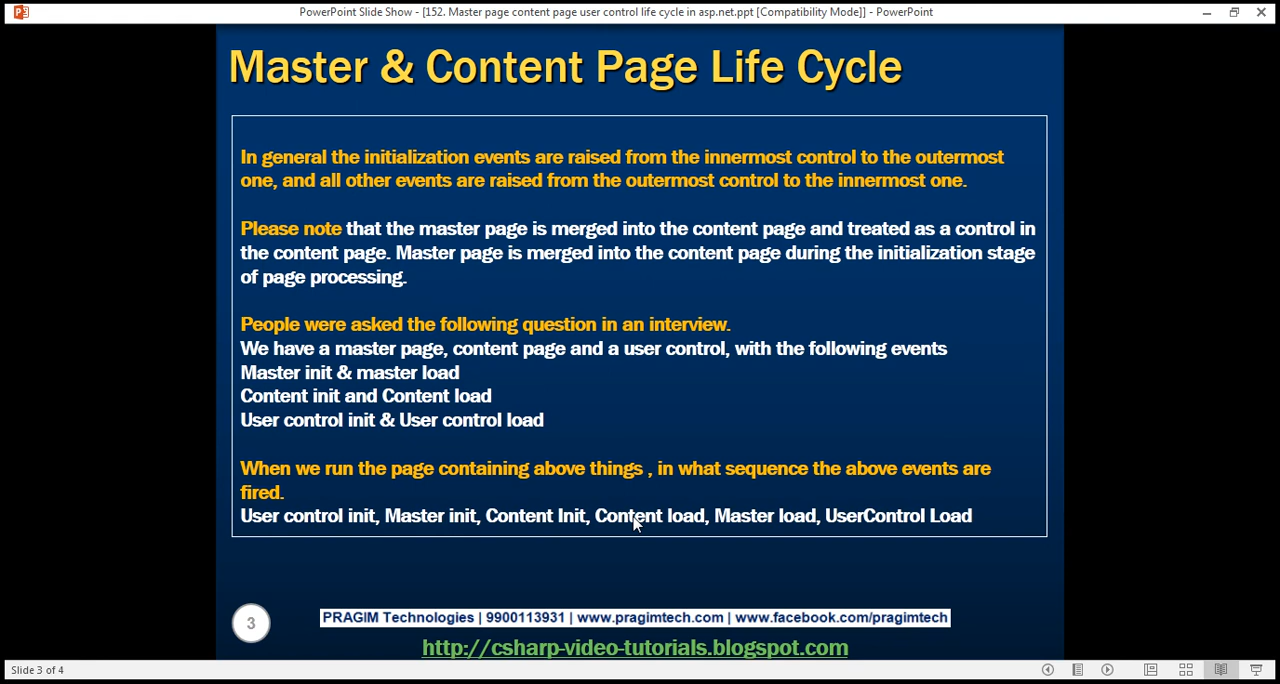 PowerPoint Slide Show - [152. Master page content page user control life cycle in asp.net.ppt [Compatibility Mode]] - PowerPoint
Master & Content Page Life Cycle
In general the initialization events are raised from the innermost control to the outermost
one, and all other events are raised from the outermost control to the innermost one.
Please note that the master page is merged into the content page and treated as a control in
the content page. Master page is merged into the content page during the initialization stage
of page processing.
People were asked the following question in an interview.
We have a master page, content page and a user control, with the following events
Master init & master load
Content init and Content load
User control init & User control load
When we run the page containing above things , in what sequence the above events are
fired.
User control init, Master init, Content Init, Content load, Master load, UserControl Load
3
PRAGIM Technologies | 9900113931 | www.pragimtech.com | www.facebook.com/pragimtech
http://csharp-video-tutorials.blogspot.com
Slide 3 of 4